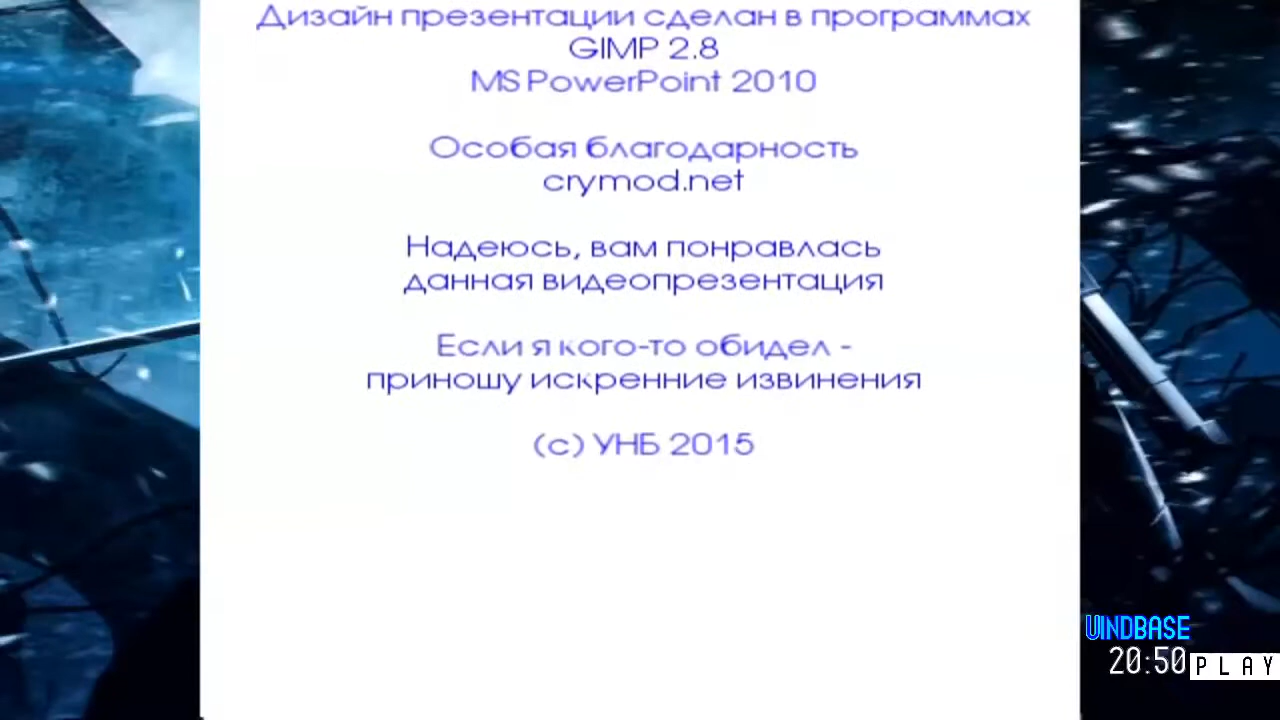 Дизайн презентации сделан в программах
GIMP 2.8
MS PowerPoint 2010
Особая благодарность
crymod.net
Надеюсь, вам понравлась
данная видеопрезентация
Если я кого-то обидел -
приношу искренние извинения
(с) УНБ 2015
UINDBASE
20:50
PLAY